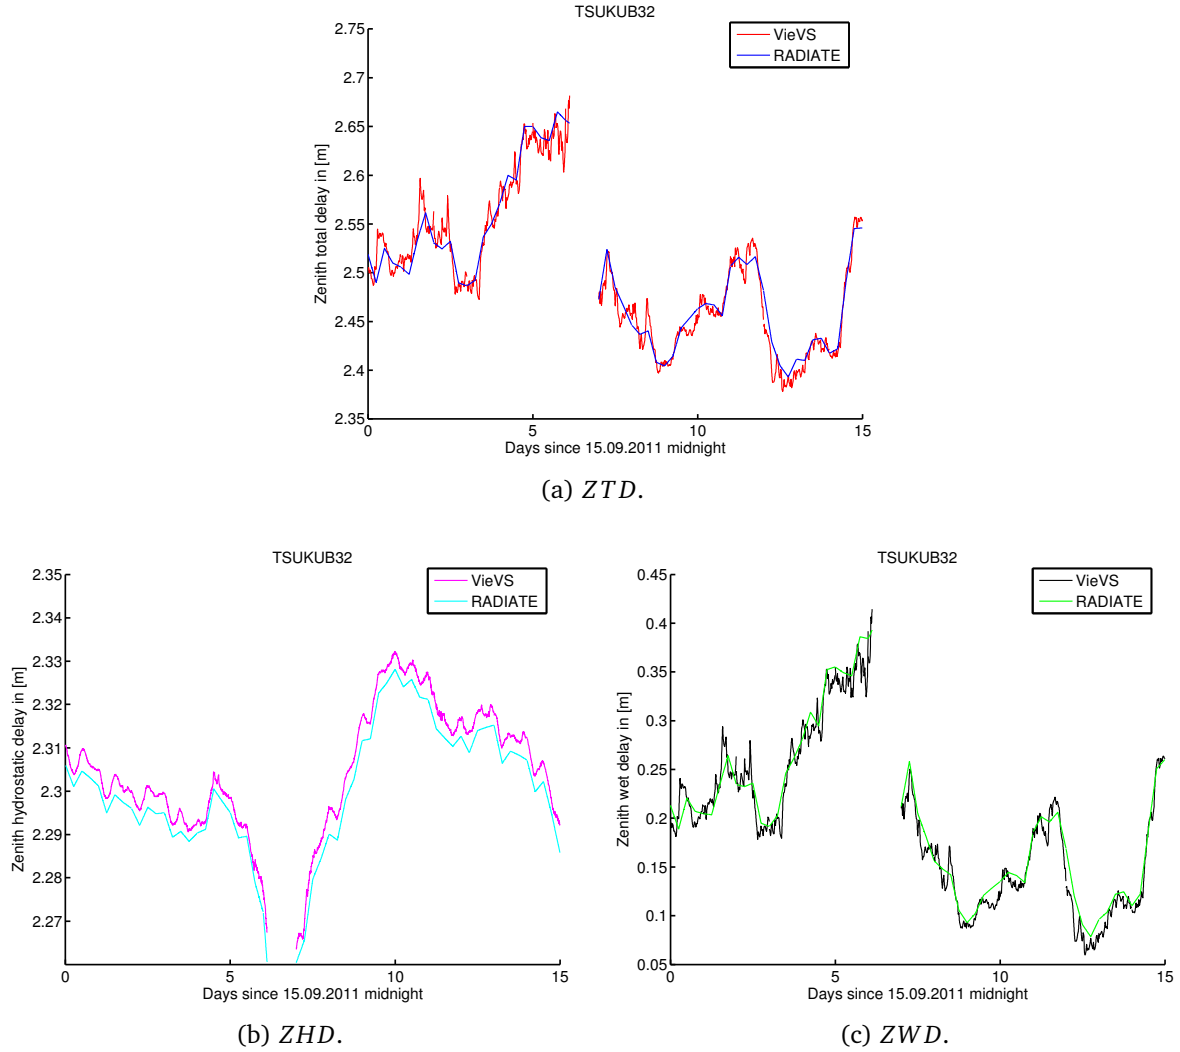 TSUKUB32
VieVS
RADIATE
Zenith total delay in [m]
2.75
2.7
2.65
2.6
2.55
2.5
2.45
2.4
2.35
0
5
10
15
Days since 15.09.2011 midnight
(a) ZTD.
TSUKUB32
VieVS
RADIATE
Zenith hydrostatic delay in [m]
2.35
2.34
2.33
2.32
2.31
2.3
2.29
2.28
2.27
0
5
10
15
Days since 15.09.2011 midnight
(b) ZHD.
TSUKUB32
VieVS
RADIATE
Zenith wet delay in [m]
0.45
0.4
0.35
0.3
0.25
0.2
0.15
0.1
0.05
0
5
10
15
Days since 15.09.2011 midnight
(c) ZWD.